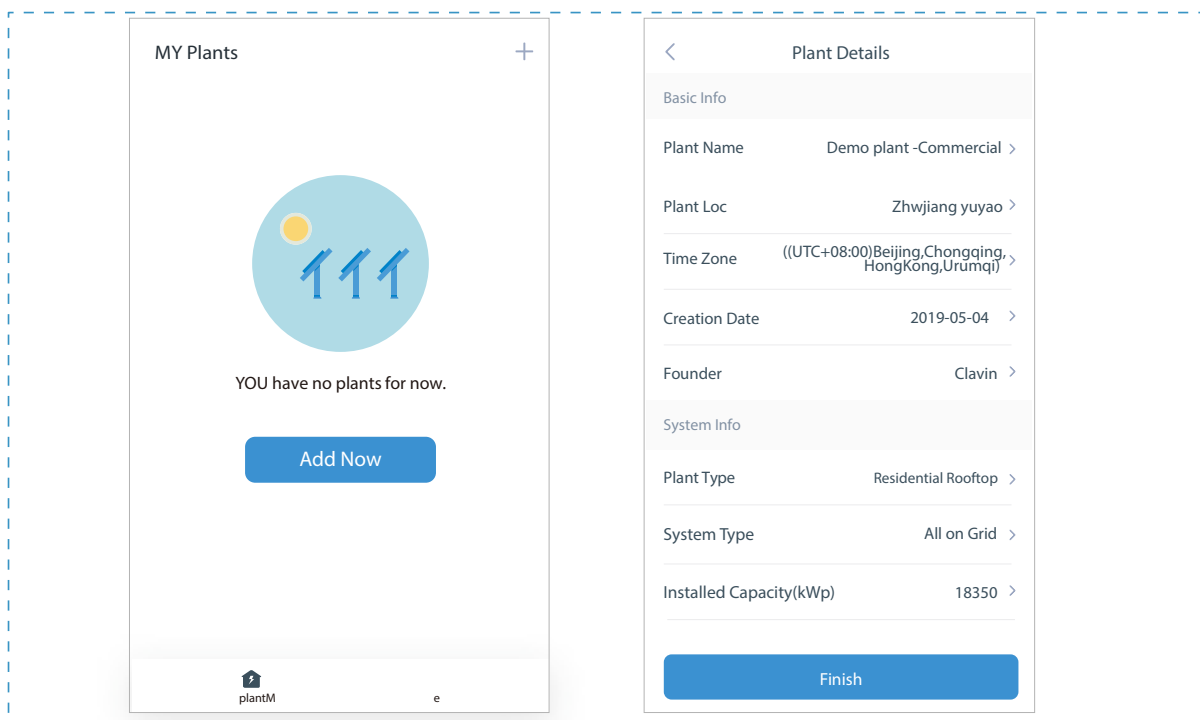 MY Plants
YOU have no plants for now.
Add Now
plantM
e
Plant Details
Basic Info
Plant Name Demo plant -Commercial
Plant Loc Zhwjiang yuyao
Time Zone ((UTC+08:00)Beijing,Chongqing,
HongKong,Urumqi)
Creation Date 2019-05-04
Founder Clavin
System Info
Plant Type Residential Rooftop
System Type All on Grid
Installed Capacity(kWp) 18350
Finish